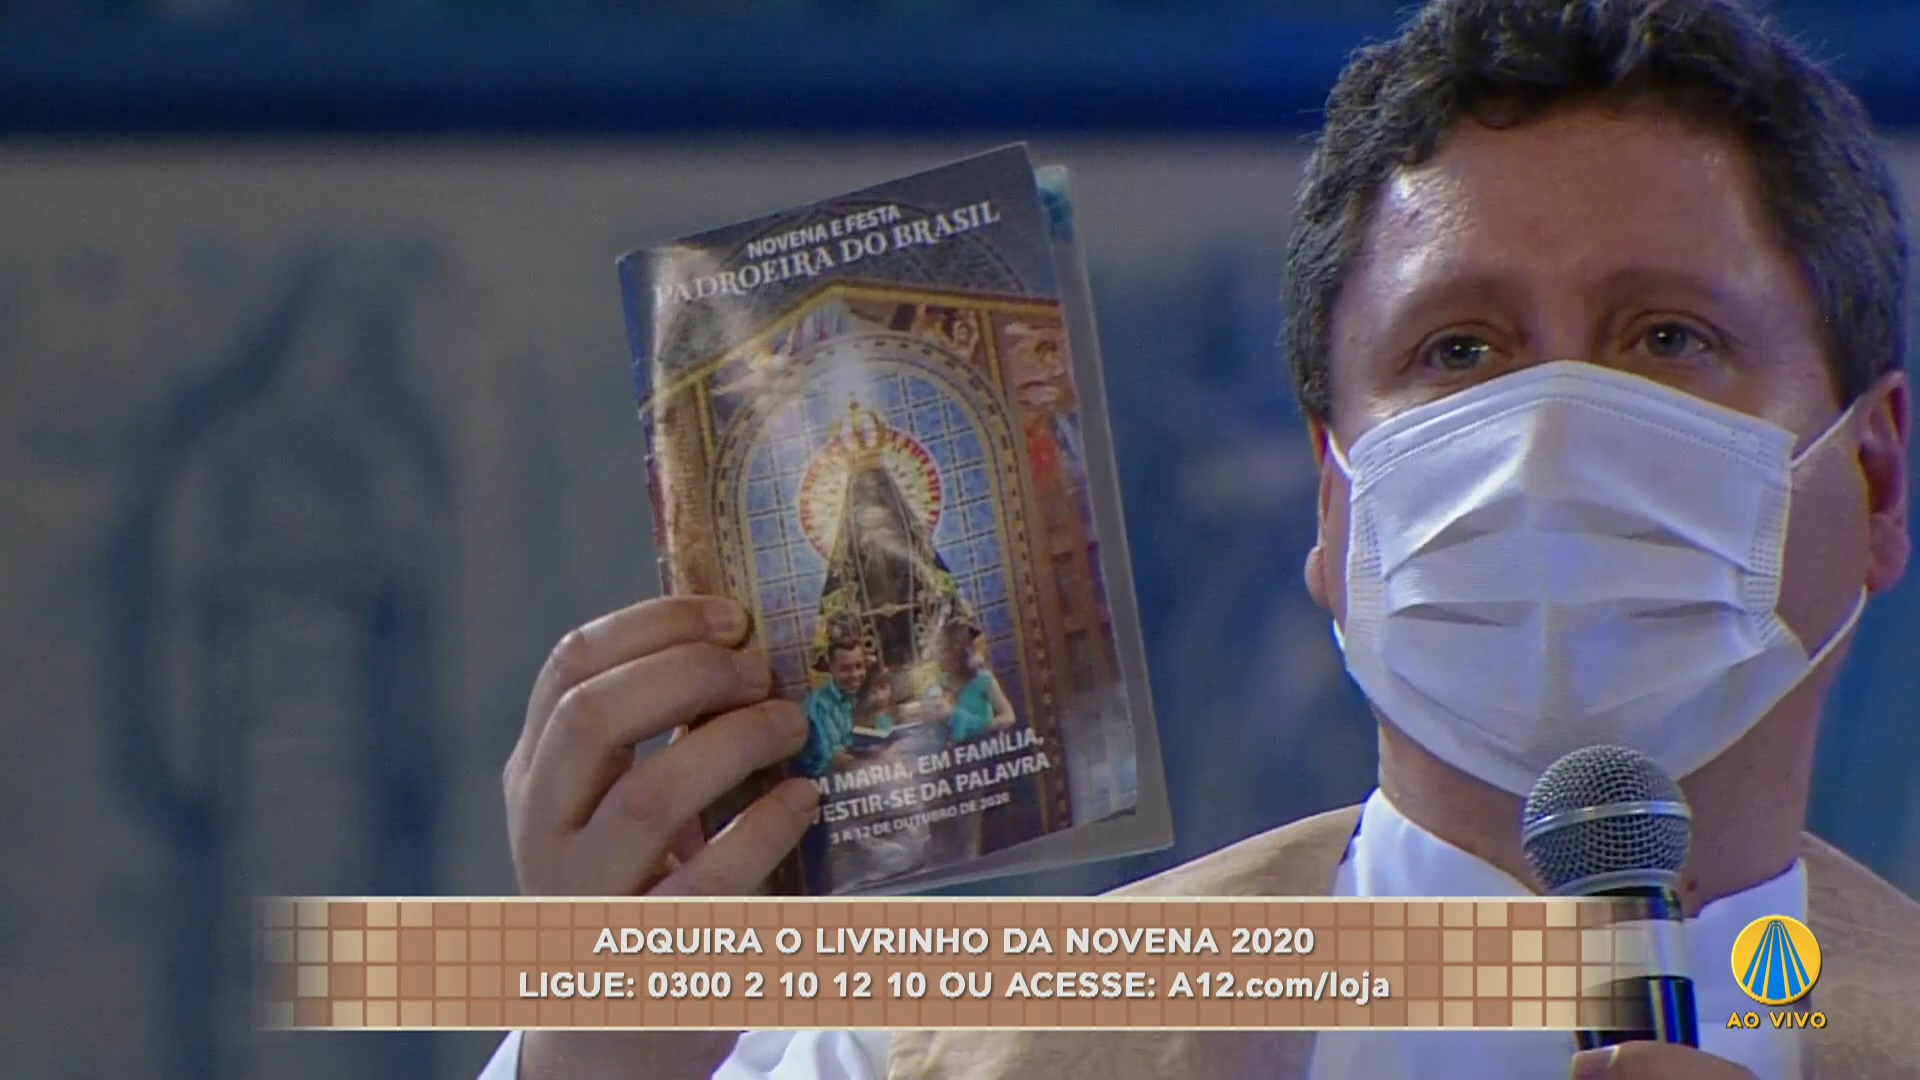 NOVENA E FESTA
PADROEIRA DO BRASIL
M MARIA, EM FAMÍLIA,
VESTIR-SE DA PALAVRA
3 A 12 DE OUTUBRO DE 2020
ADQUIRA O LIVRINHO DA NOVENA 2020
LIGUE: 0300 2 10 12 10 OU ACESSE: A12.com/loja
AO VIVO